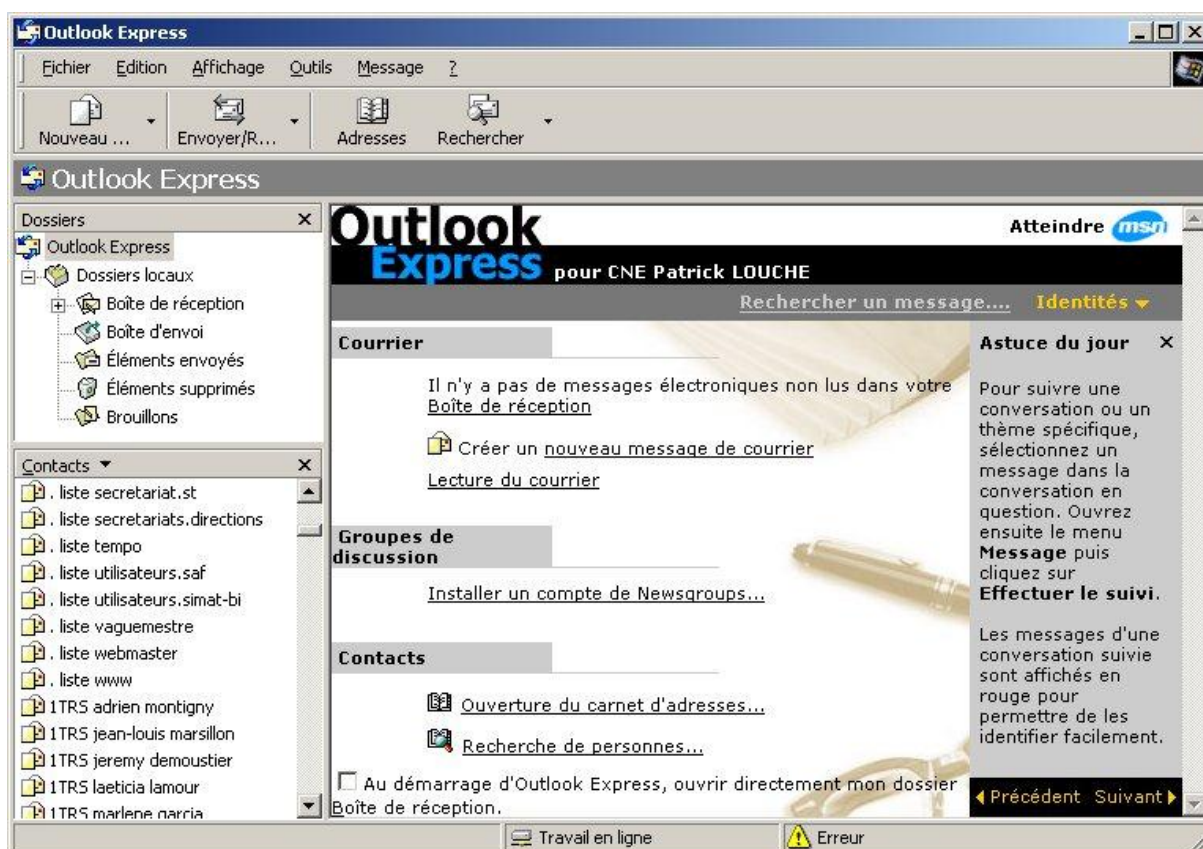 Outlook Express
Fichier Edition Affichage Outils Message ?
Nouveau ... Envoyer/R... Adresses Rechercher
Outlook Express
Dossiers
Outlook Express
Dossiers locaux
Boîte de réception
Boîte d'envoi
Éléments envoyés
Éléments supprimés
Brouillons
Contacts
. liste secretariat.st
. liste secretariats.directions
. liste tempo
. liste utilisateurs.saf
. liste utilisateurs.simat-bi
. liste vaguemestre
. liste webmaster
. liste www
1TRS adrien montigny
1TRS jean-louis marsillon
1TRS jeremy demoustier
1TRS laeticia lamour
1TRS marlene garcia
Outlook
Express pour CNE Patrick LOUCHE
Atteindre msn
Rechercher un message.... Identités
Courrier
Il n'y a pas de messages électroniques non lus dans votre
Boîte de réception
Créer un nouveau message de courrier
Lecture du courrier
Groupes de
discussion
Installer un compte de Newsgroups...
Contacts
Ouverture du carnet d'adresses...
Recherche de personnes...
Au démarrage d'Outlook Express, ouvrir directement mon dossier
Boîte de réception.
Astuce du jour
Pour suivre une
conversation ou un
thème spécifique,
sélectionnez un
message dans la
conversation en
question. Ouvrez
ensuite le menu
Message puis
cliquez sur
Effectuer le suivi.
Les messages d'une
conversation suivie
sont affichés en
rouge pour
permettre de les
identifier facilement.
Précédent Suivant
Travail en ligne
Erreur